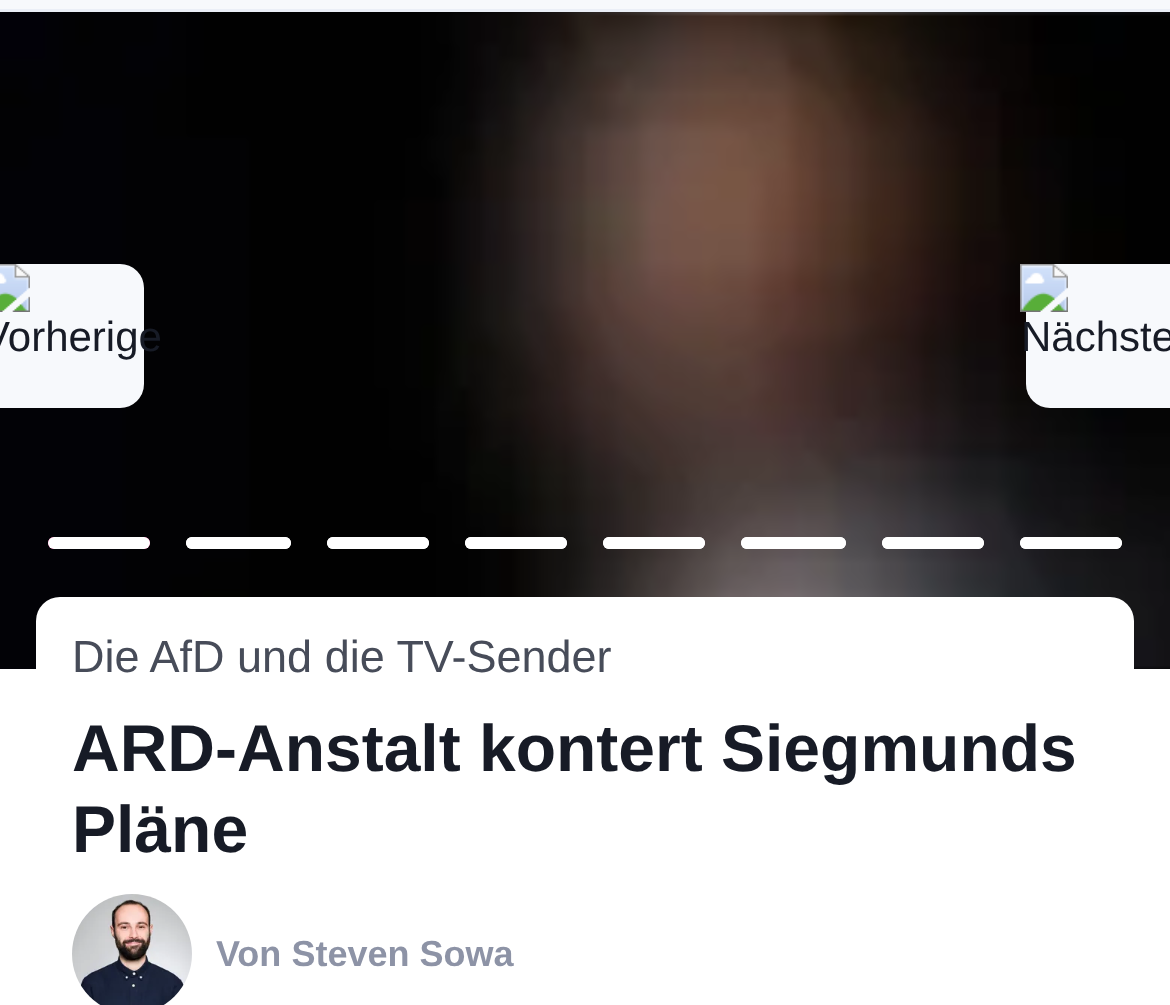 Vorherige
Nächste
Die AfD und die TV-Sender
ARD-Anstalt kontert Siegmunds
Pläne
Von Steven Sowa